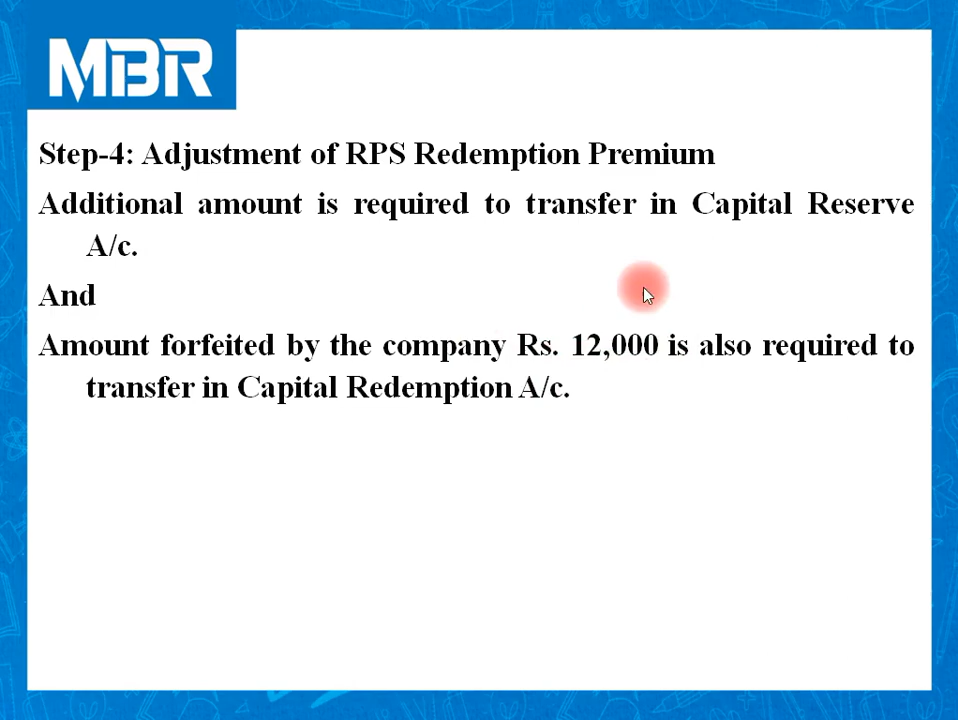 MBR
Step-4: Adjustment of RPS Redemption Premium
Additional amount is required to transfer in Capital Reserve
A/c.
And
Amount forfeited by the company Rs. 12,000 is also required to
transfer in Capital Redemption A/c.